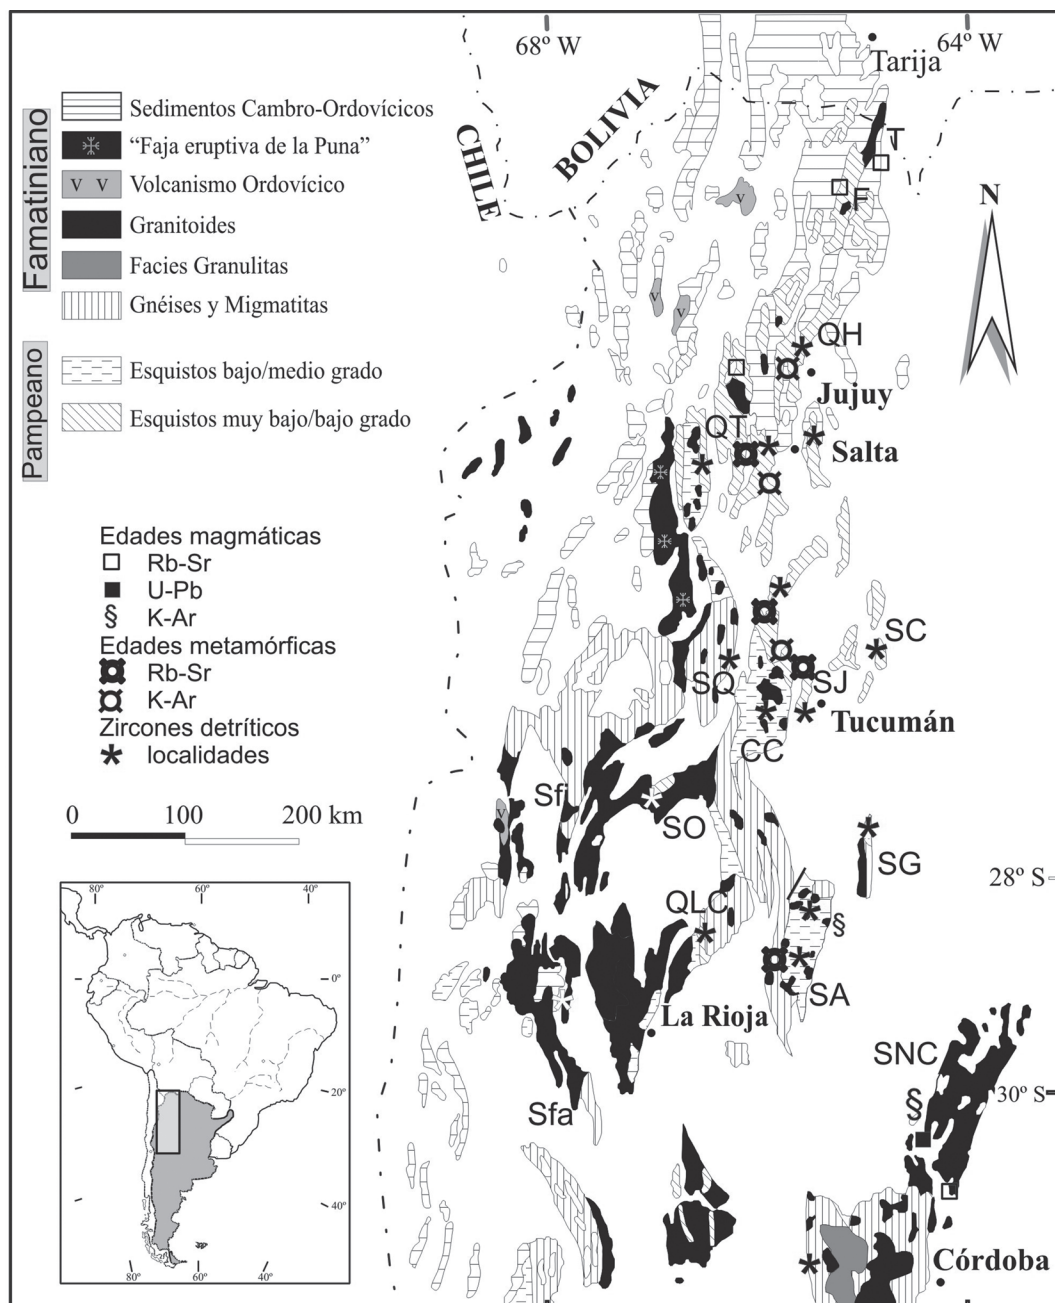 68º W
64º W
Tarija
Famatiniano
Sedimentos Cambro-Ordovícicos
“Faja eruptiva de la Puna”
v v
Volcanismo Ordovícico
Granitoides
Facies Granulitas
Gnéises y Migmatitas
Pampeano
Esquistos bajo/medio grado
Esquistos muy bajo/bajo grado
Edades magmáticas
Rb-Sr
U-Pb
§ K-Ar
Edades metamórficas
Rb-Sr
K-Ar
Zircones detríticos
* localidades
0 100 200 km
CHILE
BOLIVIA
N
T
F
v
v
v
QH
Jujuy
QT
Salta
SC
SQ
SJ
Tucumán
CC
Sfi
v
SO
SG
28º S
QLC
§
SA
La Rioja
SNC
§
30º S
Sfa
Córdoba
80º
60º
40º
0º
20º
40º
80º
60º
40º